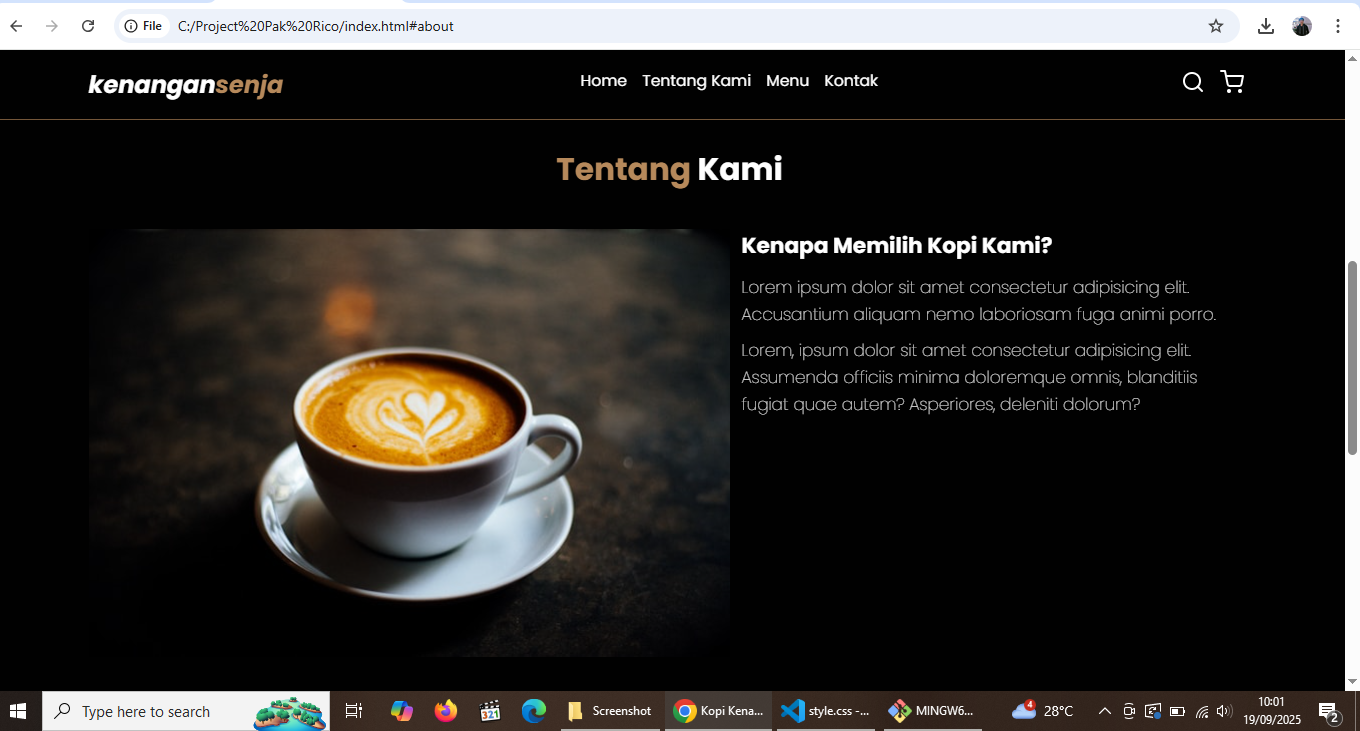 File C:/Project%20Pak%20Rico/index.html#about
kenangansenja Home Tentang Kami Menu Kontak
Tentang Kami
Kenapa Memilih Kopi Kami?
Lorem ipsum dolor sit amet consectetur adipisicing elit.
Accusantium aliquam nemo laboriosam fuga animi porro.
Lorem, ipsum dolor sit amet consectetur adipisicing elit.
Assumenda officiis minima doloremque omnis, blanditiis
fugiat quae autem? Asperiores, deleniti dolorum?
Type here to search 321 Screenshot Kopi Kena... style.css -... MINGW6... 4 28°C 10:01
19/09/2025 2